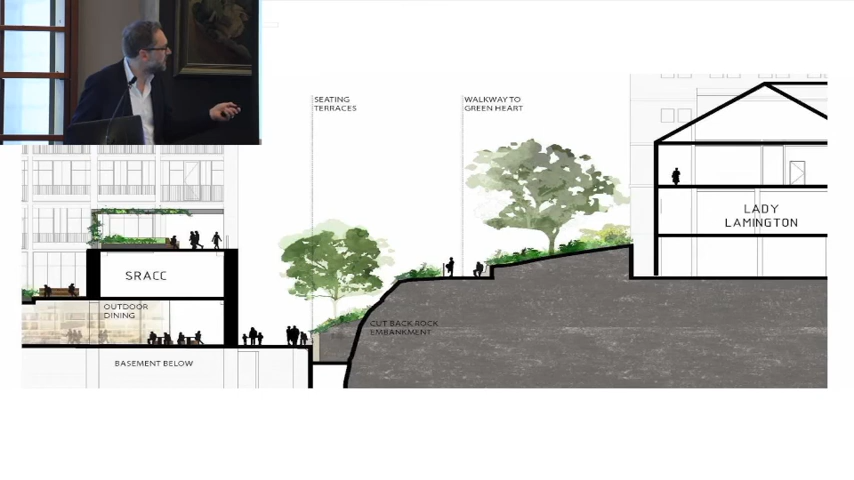 SEATING
TERRACES
WALKWAY TO
GREEN HEART
LADY
LAMINGTON
SRACC
OUTDOOR
DINING
CUT BACK ROCK
EMBANKMENT
BASEMENT BELOW